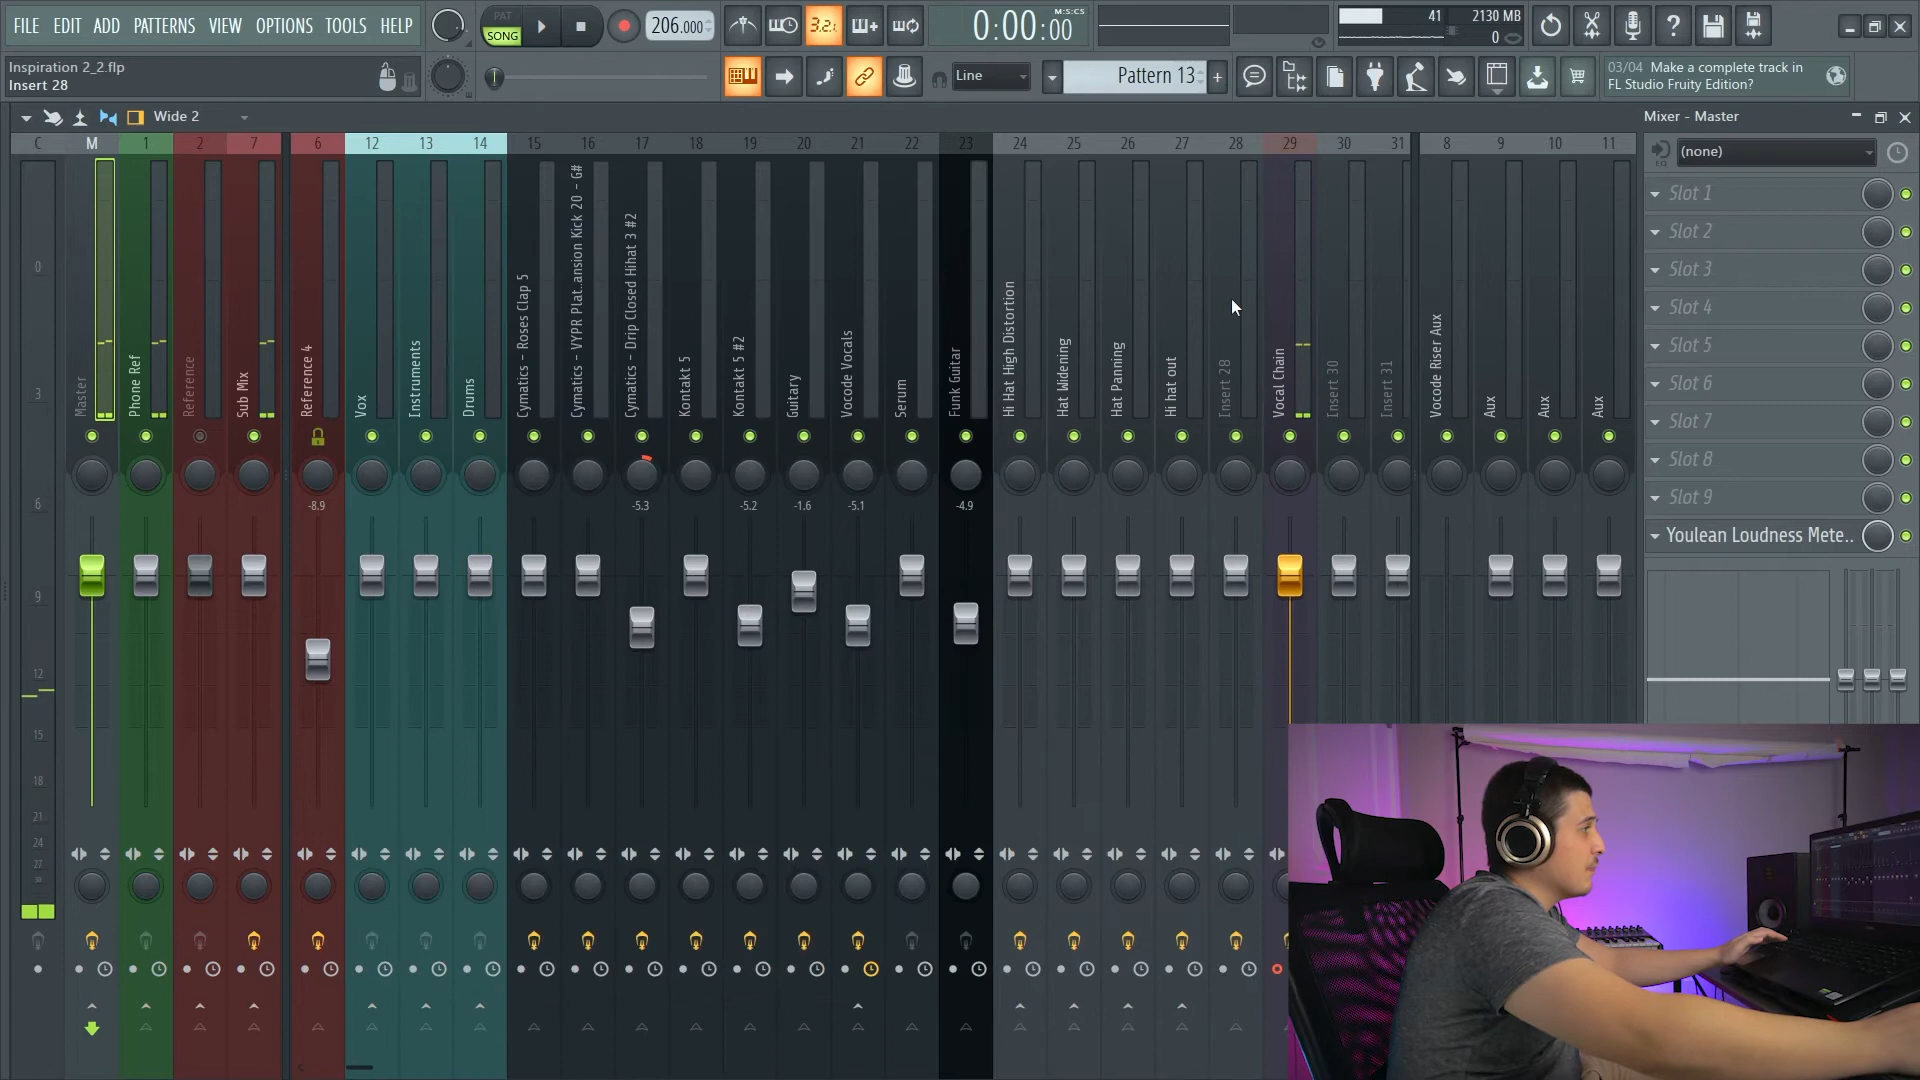 FILE EDIT ADD PATTERNS VIEW OPTIONS TOOLS HELP
PAT
SONG
206.000
3.2.
0:00:00
M:S:CS
41
2130 MB
0
Inspiration 2_2.flp
Insert 28
Line
Pattern 13
+
03/04 Make a complete track in
FL Studio Fruity Edition?
Wide 2
Mixer - Master
C M 1 2 7 6 12 13 14 15 16 17 18 19 20 21 22 23 24 25 26 27 28 29 30 31 8 9 10 11
(none)
EQ
Slot 1
Slot 2
Slot 3
Slot 4
Slot 5
Slot 6
Slot 7
Slot 8
Slot 9
Youlean Loudness Mete..
Master
Phone Ref
Reference
Sub Mix
Reference 4
Vox
Instruments
Drums
Cymatics - Roses Clap 5
Cymatics - VYPR Plat..ansion Kick 20 - G#
Cymatics - Drip Closed Hihat 3 #2
Kontakt 5
Kontakt 5 #2
Guitary
Vocode Vocals
Serum
Funk Guitar
Hi Hat High Distortion
Hat Widening
Hat Panning
Hi hat out
Insert 28
Vocal Chain
Insert 30
Insert 31
Vocode Riser Aux
Aux
Aux
Aux
-8.9 -5.3 -5.2 -1.6 -5.1 -4.9
0
3
6
9
12
15
18
21
24
27